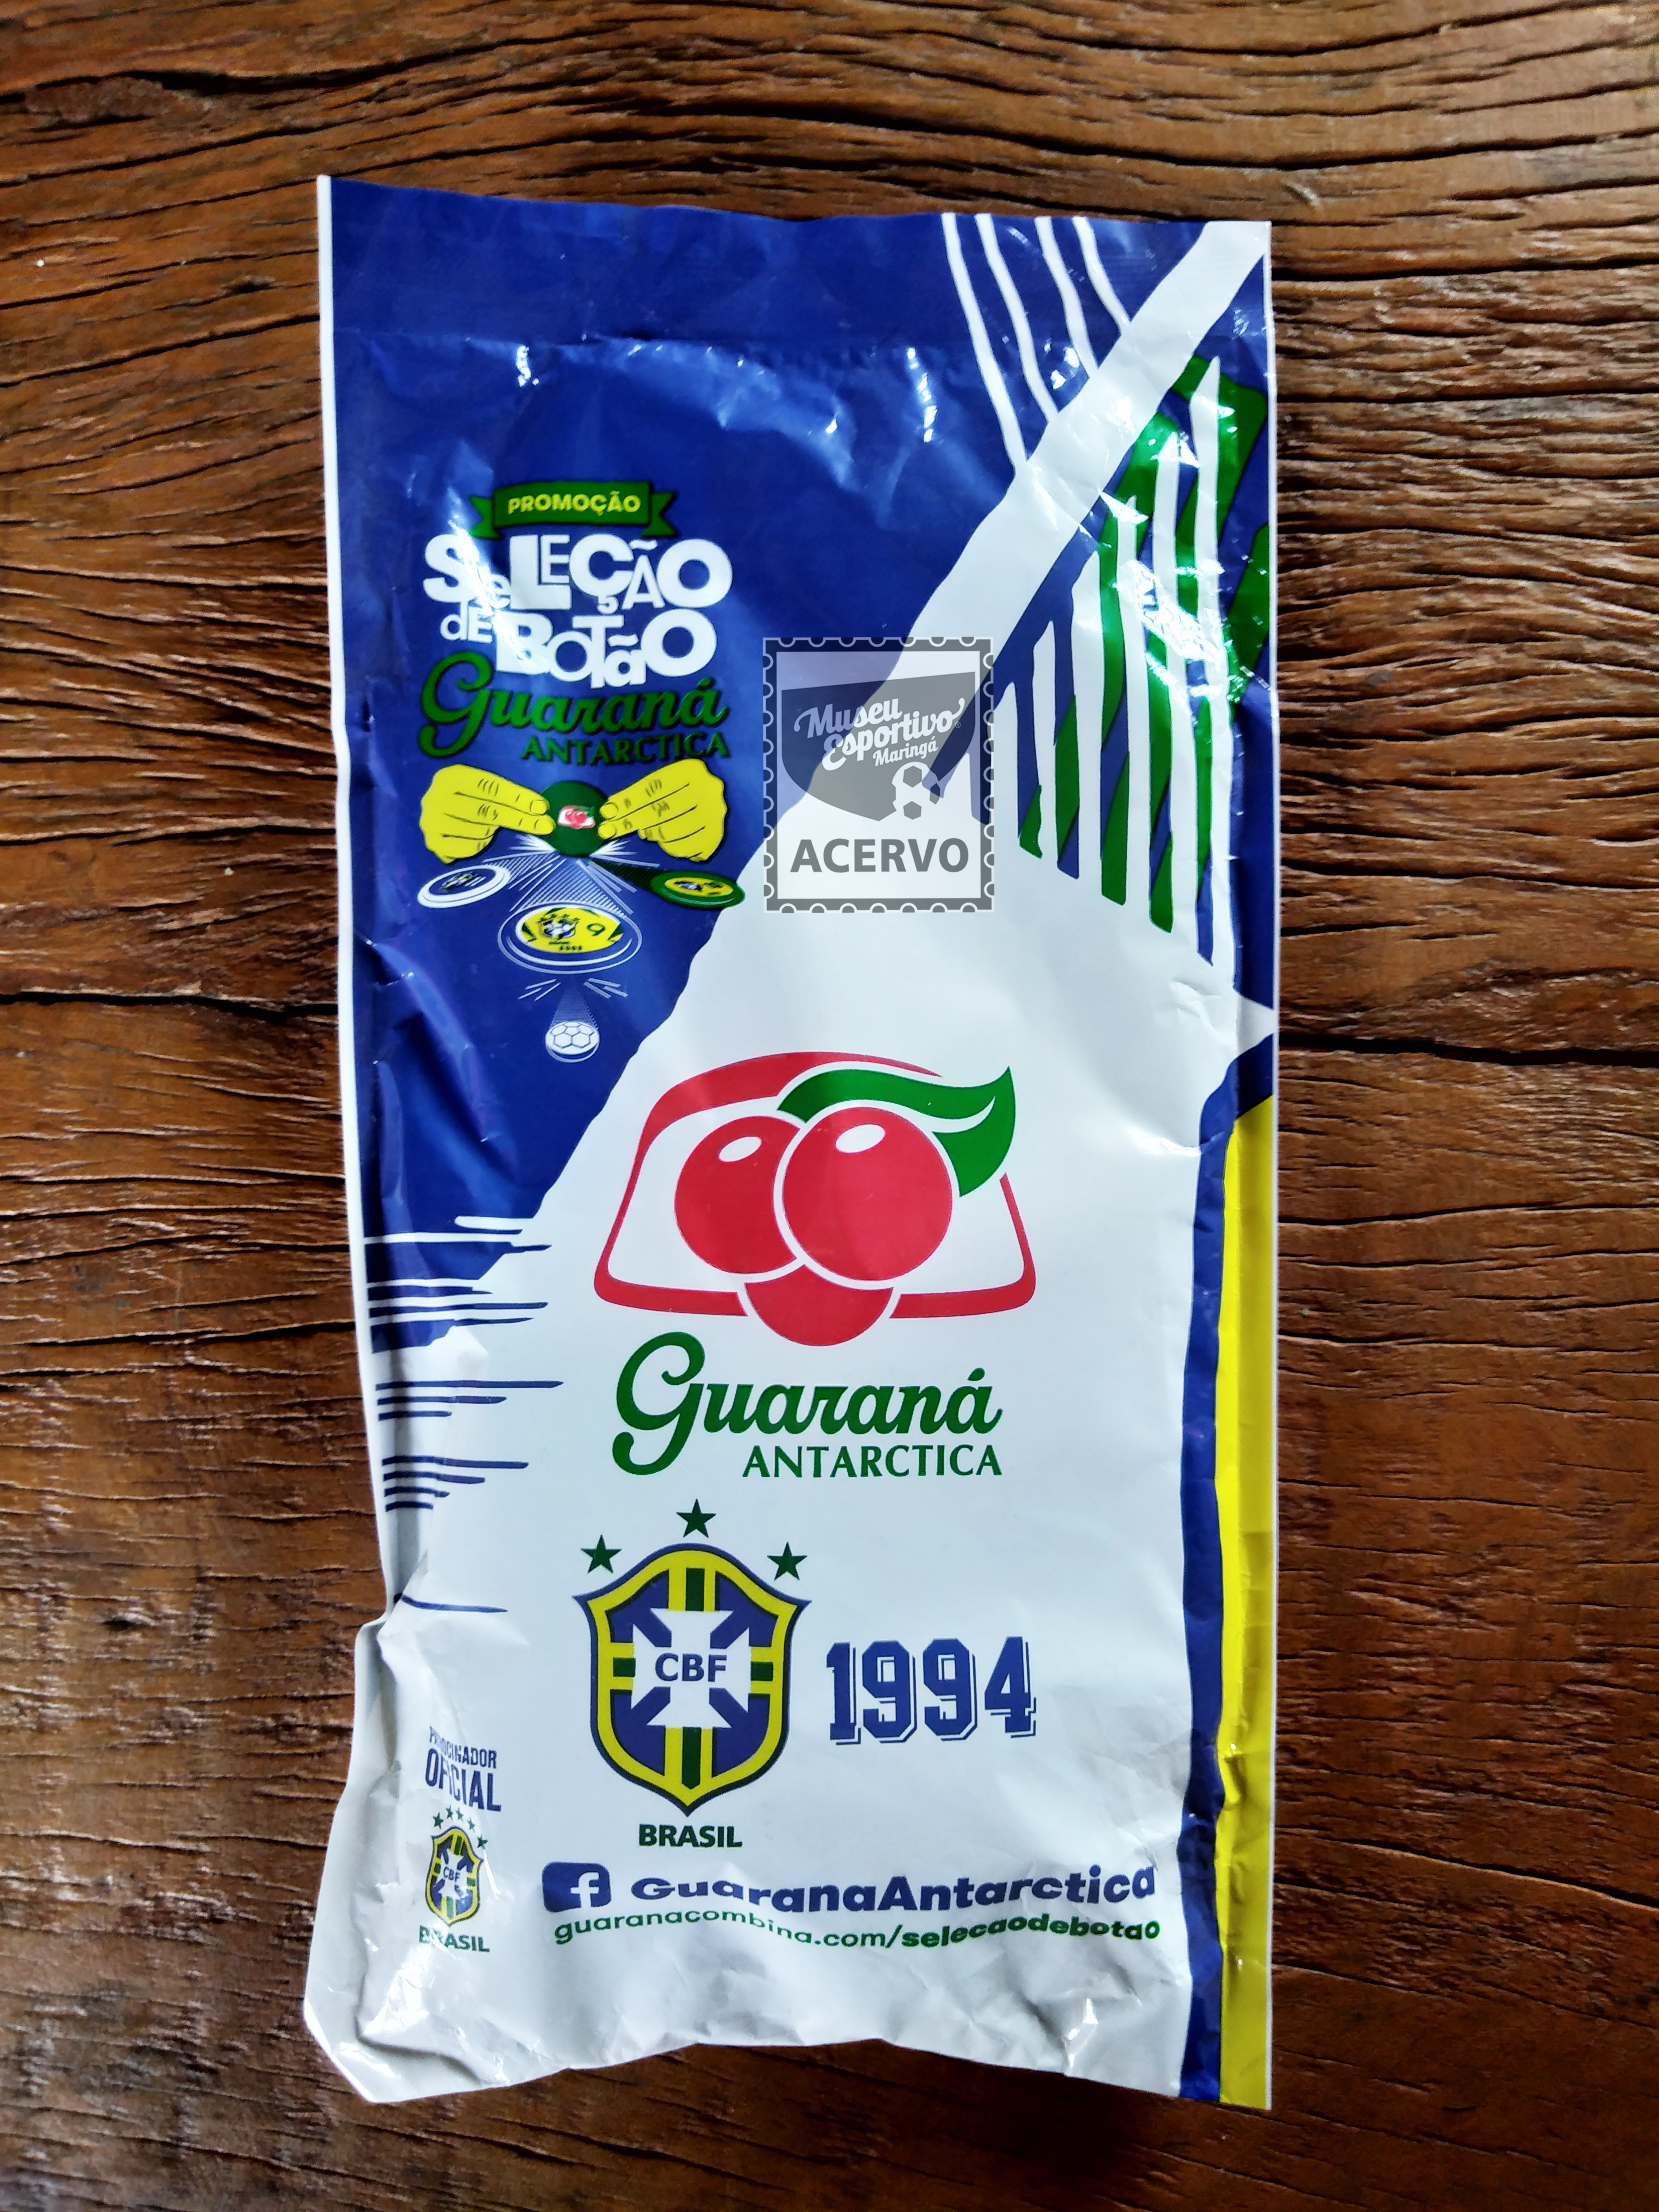 PROMOÇÃO
SELEÇÃO
DE BOTÃO
Guaraná
ANTARCTICA
9
Museu
Esportivo
Maringá
ACERVO
Guaraná
ANTARCTICA
CBF
1994
BRASIL
PATROCINADOR
OFICIAL
CBF
BRASIL
GuaranaAntarctica
guaranacombina.com/selecaodebotao